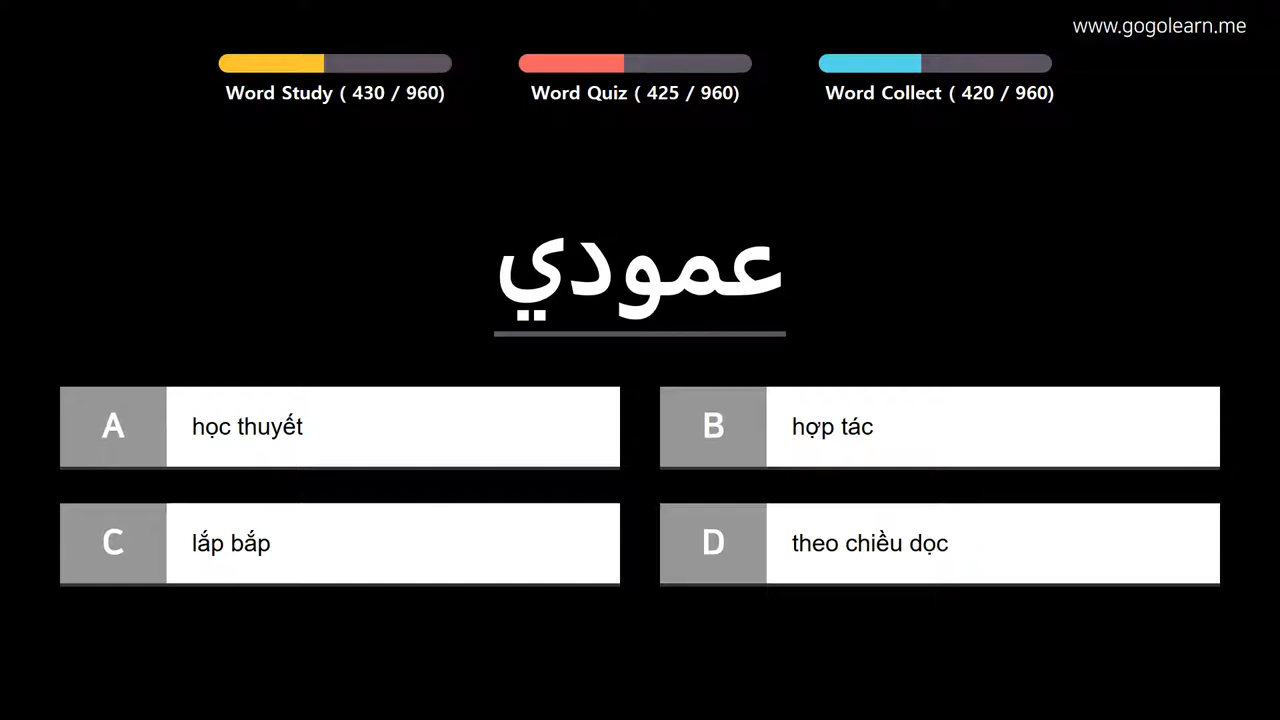 www.gogolearn.me
Word Study ( 430 / 960)
Word Quiz ( 425 / 960)
Word Collect ( 420 / 960)
عمودي
A học thuyết
B hợp tác
C lắp bắp
D theo chiều dọc